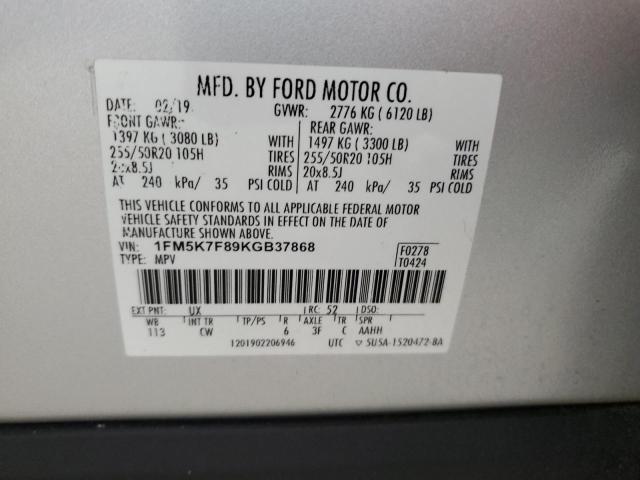 MFD. BY FORD MOTOR CO.
DATE: 02/19 GVWR: 2776 KG ( 6120 LB)
FRONT GAWR: REAR GAWR:
1397 KG ( 3080 LB) WITH 1497 KG ( 3300 LB) WITH
255/50R20 105H TIRES 255/50R20 105H TIRES
20x8.5J RIMS 20x8.5J RIMS
AT 240 kPa/ 35 PSI COLD AT 240 kPa/ 35 PSI COLD
THIS VEHICLE CONFORMS TO ALL APPLICABLE FEDERAL MOTOR
VEHICLE SAFETY STANDARDS IN EFFECT ON THE DATE OF
MANUFACTURE SHOWN ABOVE.
VIN: 1FM5K7F89KGB37868 F0278
TYPE: MPV T0424
EXT PNT: UX RC: 52 DSO:
WB INT TR TP/PS R AXLE TR SPR
113 CW 6 3F C AAHH
1201902206946 UTC 5U5A-1520472-BA